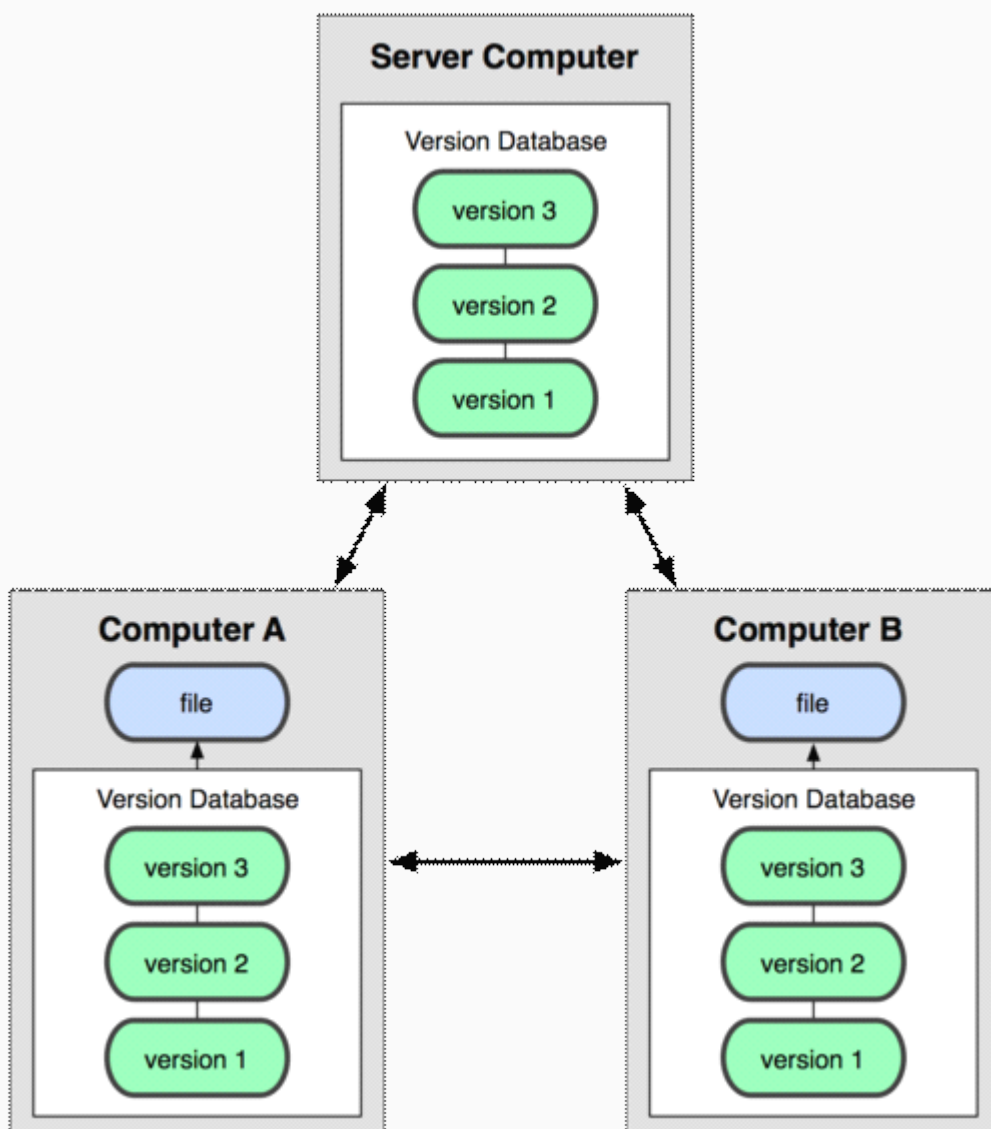 Server Computer
Version Database
version 3
version 2
version 1
Computer A
file
Version Database
version 3
version 2
version 1
Computer B
file
Version Database
version 3
version 2
version 1